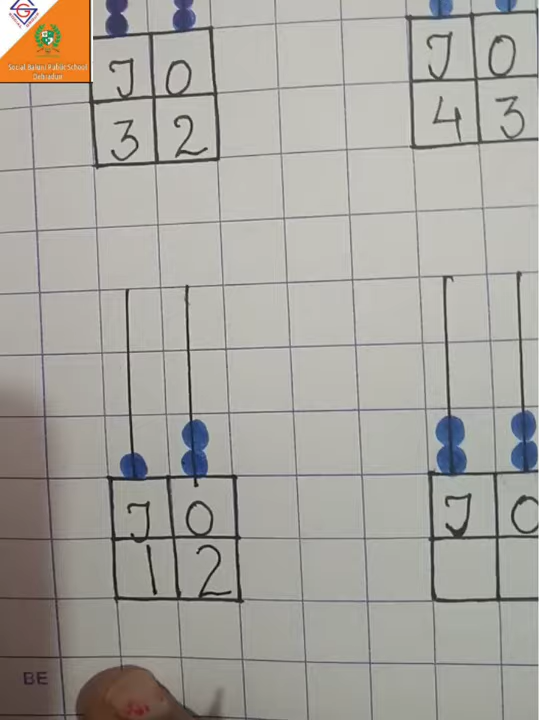 Social Baluni Public School
Dehradun
J O
3 2
J O
4 3
J O
1 2
J O
BE